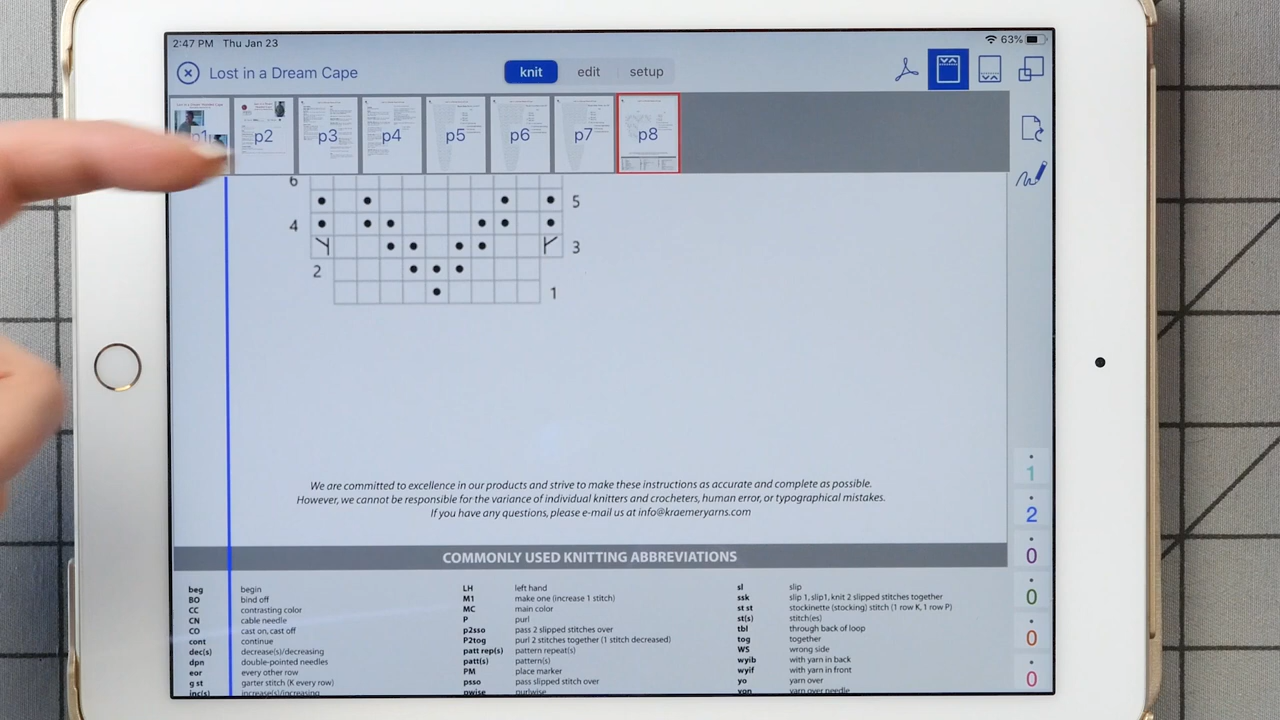 2:47 PM Thu Jan 23
63%
Lost in a Dream Cape
knit edit setup
p1 p2 p3 p4 p5 p6 p7 p8
6
5
4
3
2
1
1
2
0
0
0
0
We are committed to excellence in our products and strive to make these instructions as accurate and complete as possible.
However, we cannot be responsible for the variance of individual knitters and crocheters, human error, or typographical mistakes.
If you have any questions, please e-mail us at info@kraemeryarns.com
COMMONLY USED KNITTING ABBREVIATIONS
beg begin
BO bind off
CC contrasting color
CN cable needle
CO cast on, cast off
cont continue
dec(s) decrease(s)/decreasing
dpn double-pointed needles
eor every other row
g st garter stitch (K every row)
inc(s) increase(s)/increasing
LH left hand
M1 make one (increase 1 stitch)
MC main color
P purl
p2sso pass 2 slipped stitches over
P2tog purl 2 stitches together (1 stitch decreased)
patt rep(s) pattern repeat(s)
patt(s) pattern(s)
PM place marker
psso pass slipped stitch over
pwise purlwise
sl slip
ssk slip 1, slip1, knit 2 slipped stitches together
st st stockinette (stocking) stitch (1 row K, 1 row P)
st(s) stitch(es)
tbl through back of loop
tog together
WS wrong side
wyib with yarn in back
wyif with yarn in front
yo yarn over
yon yarn over needle